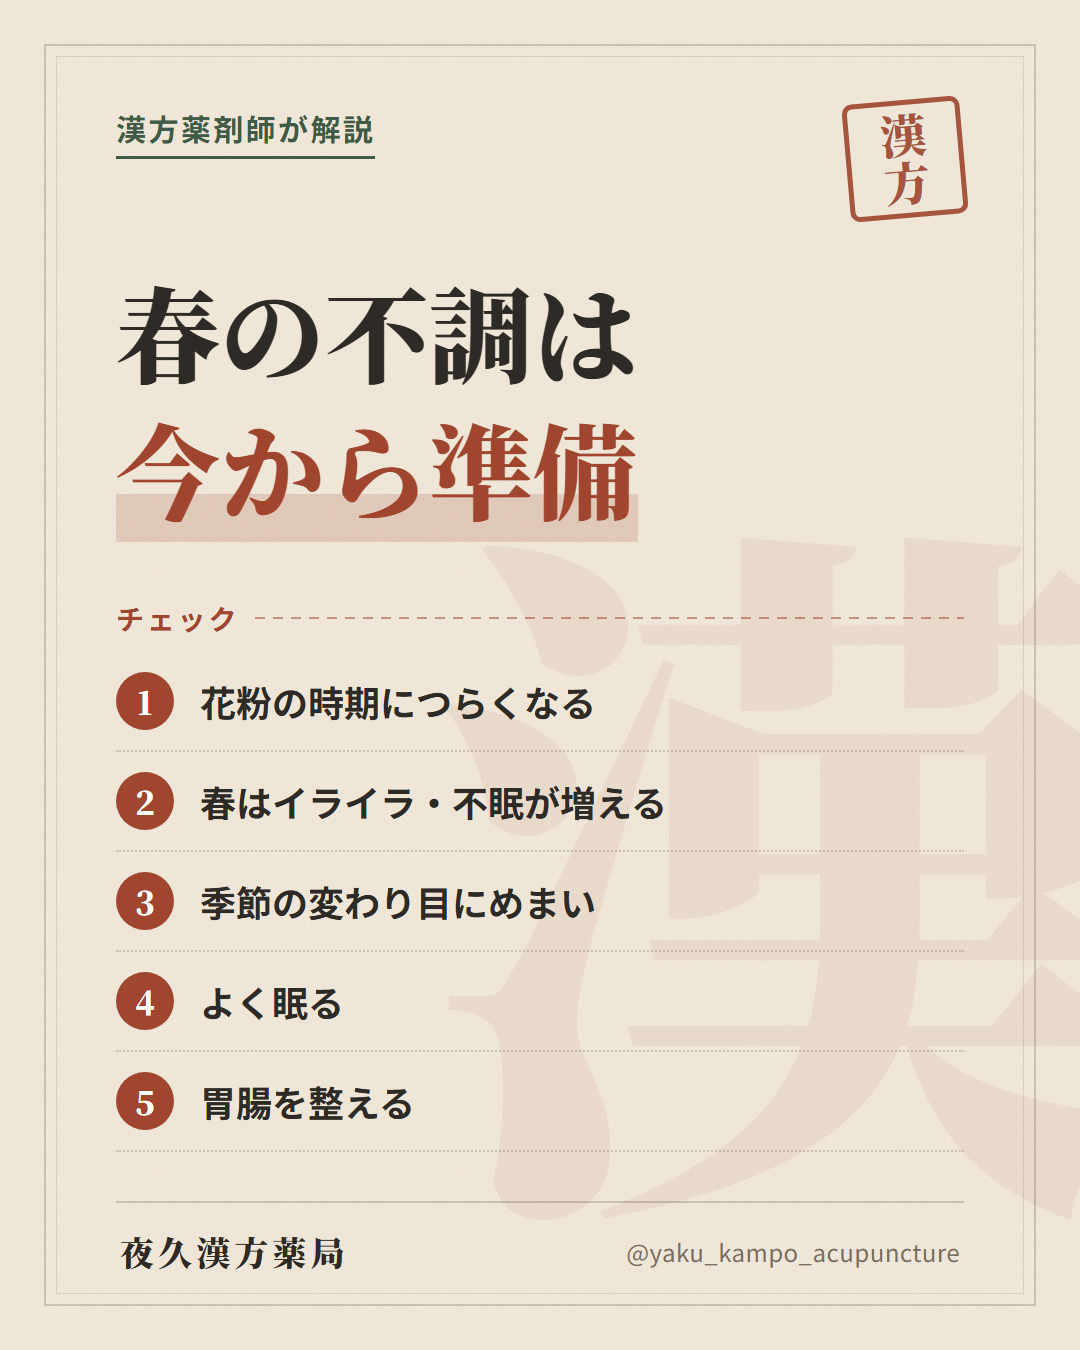 漢方薬剤師が解説
漢
方
春の不調は
今から準備
チェック
1 花粉の時期につらくなる
2 春はイライラ・不眠が増える
3 季節の変わり目にめまい
4 よく眠る
5 胃腸を整える
夜久漢方薬局
@yaku_kampo_acupuncture
漢